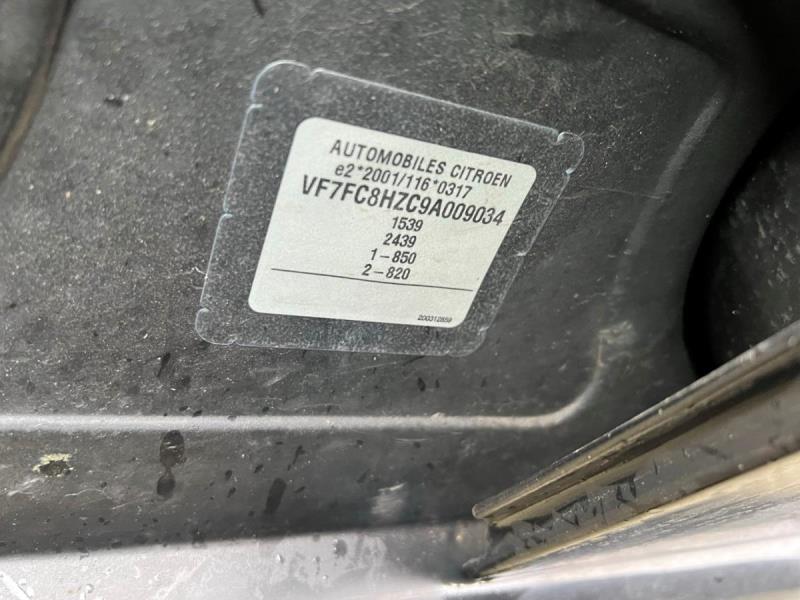 AUTOMOBILES CITROEN
e2*2001/116*0317
VF7FC8HZC9A009034
1539
2439
1-850
2-820
200312859